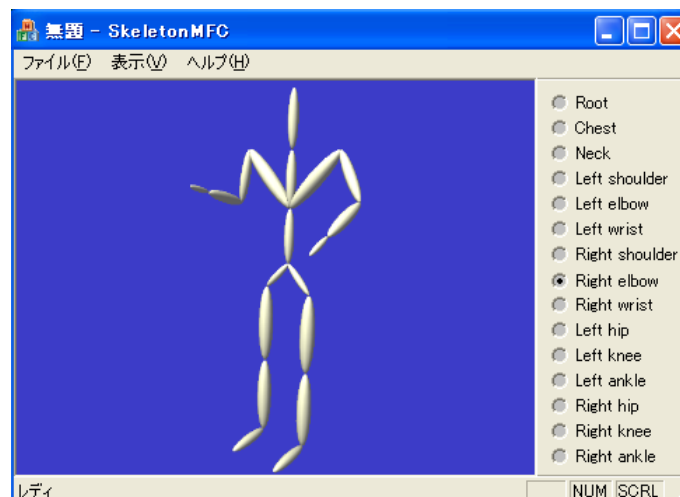 無題 - SkeletonMFC
ファイル(F) 表示(V) ヘルプ(H)
Root
Chest
Neck
Left shoulder
Left elbow
Left wrist
Right shoulder
Right elbow
Right wrist
Left hip
Left knee
Left ankle
Right hip
Right knee
Right ankle
レディ NUM SCRL